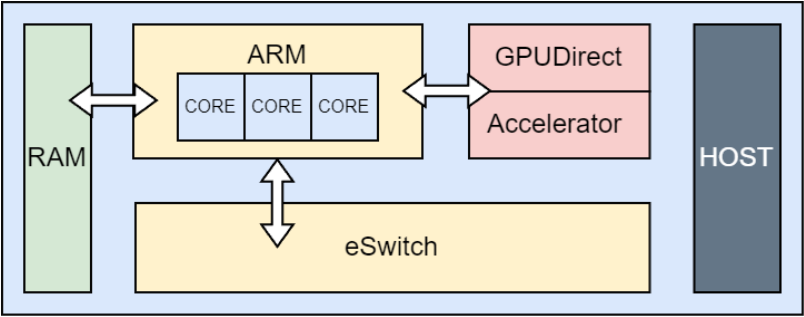 RAM
ARM
CORE CORE CORE
GPUDirect
Accelerator
eSwitch
HOST